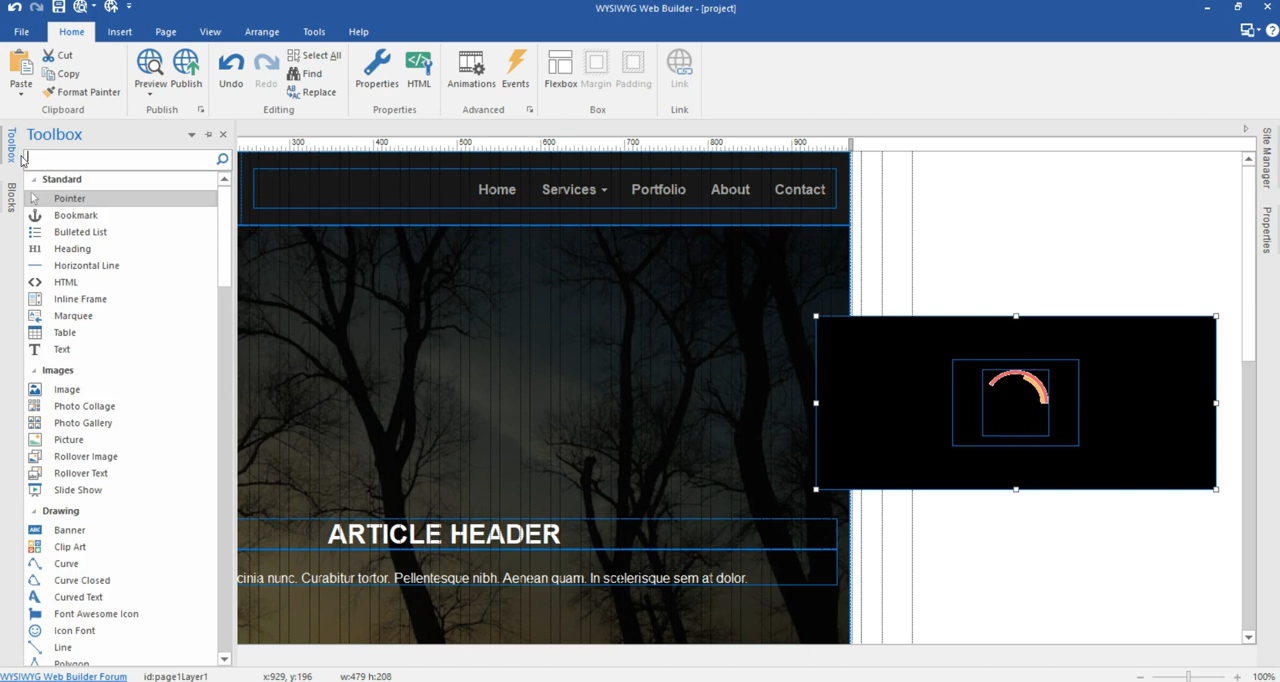 WYSIWYG Web Builder - [project]
File Home Insert Page View Arrange Tools Help
Paste
Cut
Copy
Format Painter
Clipboard
Preview Publish
Publish
Undo Redo
Select All
Find
Replace
Editing
Properties HTML
Properties
Animations Events
Advanced
Flexbox Margin Padding
Box
Link
Link
Toolbox
Blocks
Toolbox
Standard
Pointer
Bookmark
Bulleted List
H1 Heading
Horizontal Line
HTML
Inline Frame
Marquee
Table
T Text
Images
Image
Photo Collage
Photo Gallery
Picture
Rollover Image
Rollover Text
Slide Show
Drawing
ABC Banner
Clip Art
Curve
Curve Closed
A Curved Text
Font Awesome Icon
Icon Font
Line
Polygon
300 400 500 600 700 800 900
Home Services Portfolio About Contact
ARTICLE HEADER
cinia nunc. Curabitur tortor. Pellentesque nibh. Aenean quam. In scelerisque sem at dolor.
Site Manager
Properties
WYSIWYG Web Builder Forum id:page1Layer1 x:929, y:196 w:479 h:208 100%